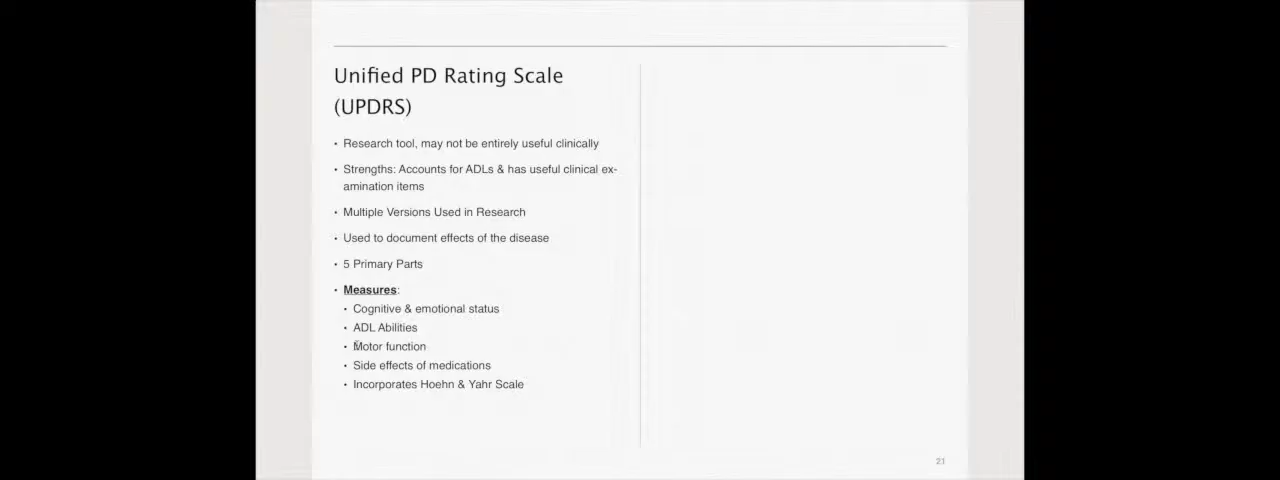 Unified PD Rating Scale
(UPDRS)
• Research tool, may not be entirely useful clinically
• Strengths: Accounts for ADLs & has useful clinical ex-
amination items
• Multiple Versions Used in Research
• Used to document effects of the disease
• 5 Primary Parts
• Measures:
• Cognitive & emotional status
• ADL Abilities
• Motor function
• Side effects of medications
• Incorporates Hoehn & Yahr Scale
21